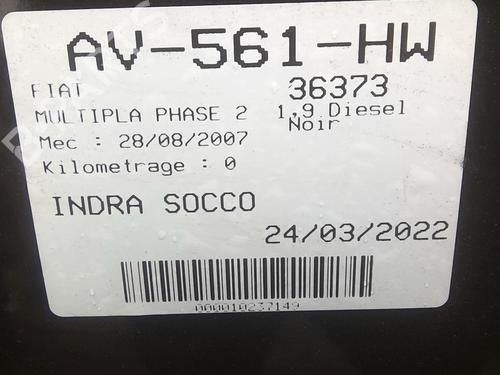 AV-561-HW
FIAT 36373
MULTIPLA PHASE 2 1,9 Diesel
Noir
Mec : 28/08/2007
Kilometrage : 0
INDRA SOCCO
24/03/2022
000010237149